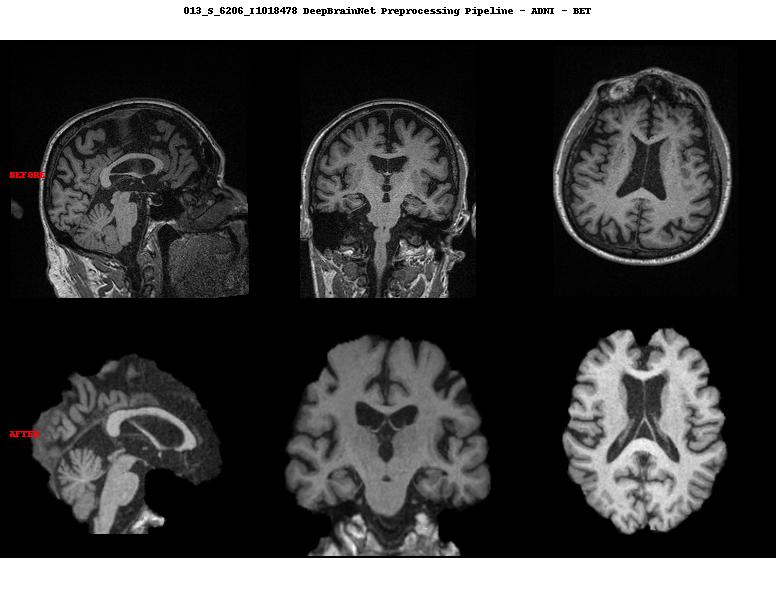 013_S_6206_I1018478 DeepBrainNet Preprocessing Pipeline - ADNI - BET
BEFORE
AFTER